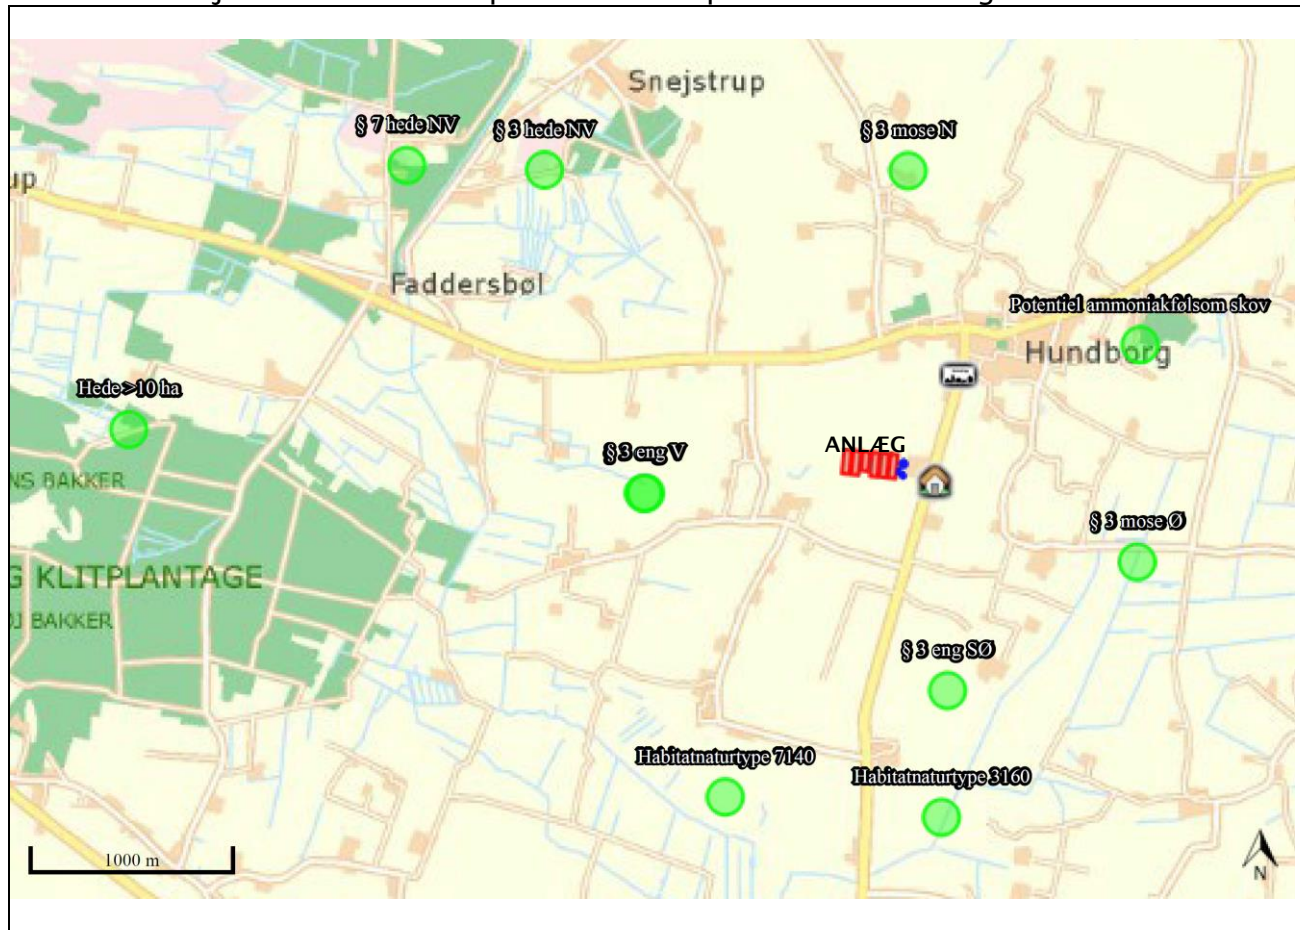 Snejstrup
§ 7 hede NV
§ 3 hede NV
§ 3 mose N
up
Faddersbøl
Potentiel ammoniakfølsom skov
Hundborg
Hede >10 ha
ANLÆG
§ 3 eng V
NS BAKKER
§ 3 mose Ø
G KLITPLANTAGE
OJ BAKKER
§ 3 eng SØ
Habitatnaturtype 7140
Habitatnaturtype 3160
1000 m
N